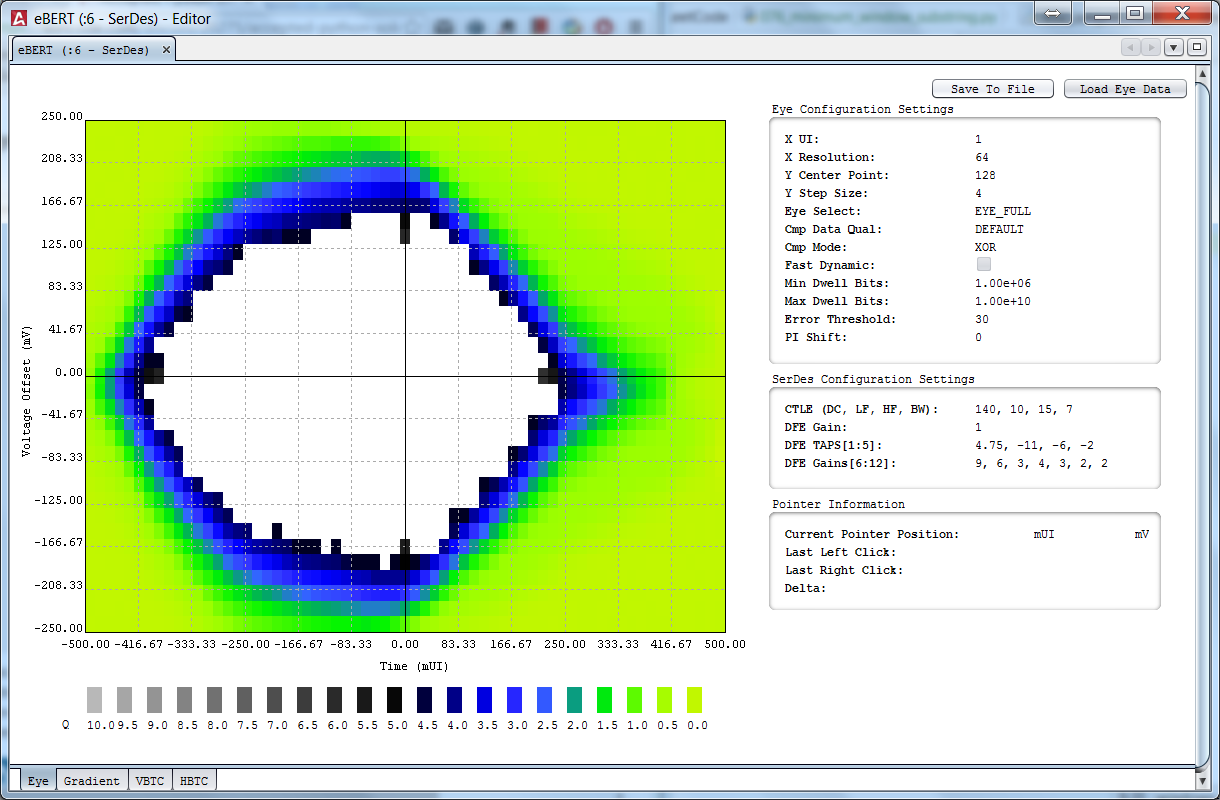 eBERT (:6 - SerDes) - Editor
eBERT (:6 - SerDes) ×
Save To File Load Eye Data
Eye Configuration Settings
X UI: 1
X Resolution: 64
Y Center Point: 128
Y Step Size: 4
Eye Select: EYE_FULL
Cmp Data Qual: DEFAULT
Cmp Mode: XOR
Fast Dynamic:
Min Dwell Bits: 1.00e+06
Max Dwell Bits: 1.00e+10
Error Threshold: 30
PI Shift: 0
SerDes Configuration Settings
CTLE (DC, LF, HF, BW): 140, 10, 15, 7
DFE Gain: 1
DFE TAPS[1:5]: 4.75, -11, -6, -2
DFE Gains[6:12]: 9, 6, 3, 4, 3, 2, 2
Pointer Information
Current Pointer Position: mUI mV
Last Left Click:
Last Right Click:
Delta:
Voltage Offset (mV)
250.00
208.33
166.67
125.00
83.33
41.67
0.00
-41.67
-83.33
-125.00
-166.67
-208.33
-250.00
-500.00 -416.67 -333.33 -250.00 -166.67 -83.33 0.00 83.33 166.67 250.00 333.33 416.67 500.00
Time (mUI)
Q 10.0 9.5 9.0 8.5 8.0 7.5 7.0 6.5 6.0 5.5 5.0 4.5 4.0 3.5 3.0 2.5 2.0 1.5 1.0 0.5 0.0
Eye Gradient VBTC HBTC